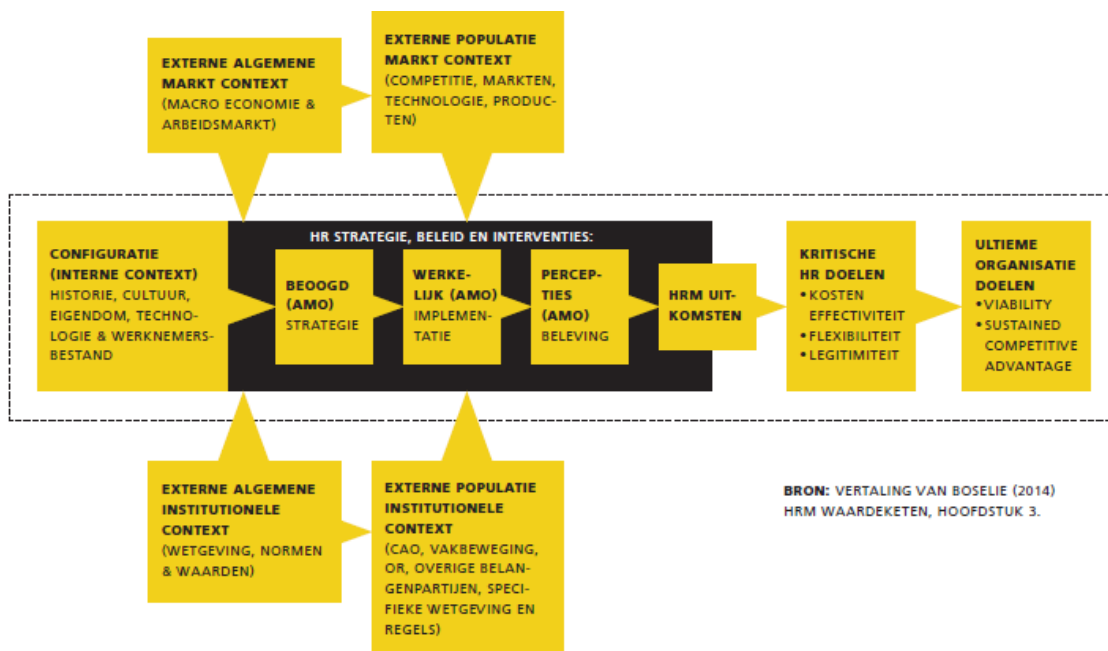 EXTERNE ALGEMENE
MARKT CONTEXT
(MACRO ECONOMIE &
ARBEIDSMARKT)
EXTERNE POPULATIE
MARKT CONTEXT
(COMPETITIE, MARKTEN,
TECHNOLOGIE, PRODUC-
TEN)
HR STRATEGIE, BELEID EN INTERVENTIES:
CONFIGURATIE
(INTERNE CONTEXT)
HISTORIE, CULTUUR,
EIGENDOM, TECHNO-
LOGIE & WERKNEMERS-
BESTAND
BEOOGD
(AMO)
STRATEGIE
WERKE-
LIJK (AMO)
IMPLEMEN-
TATIE
PERCEP-
TIES
(AMO)
BELEVING
HRM UIT-
KOMSTEN
KRITISCHE
HR DOELEN
• KOSTEN
EFFECTIVITEIT
• FLEXIBILITEIT
• LEGITIMITEIT
ULTIEME
ORGANISATIE
DOELEN
• VIABILITY
• SUSTAINED
COMPETITIVE
ADVANTAGE
EXTERNE ALGEMENE
INSTITUTIONELE
CONTEXT
(WETGEVING, NORMEN
& WAARDEN)
EXTERNE POPULATIE
INSTITUTIONELE
CONTEXT
(CAO, VAKBEWEGING,
OR, OVERIGE BELAN-
GENPARTIJEN, SPECI-
FIEKE WETGEVING EN
REGELS)
BRON: VERTALING VAN BOSELIE (2014)
HRM WAARDEKETEN, HOOFDSTUK 3.